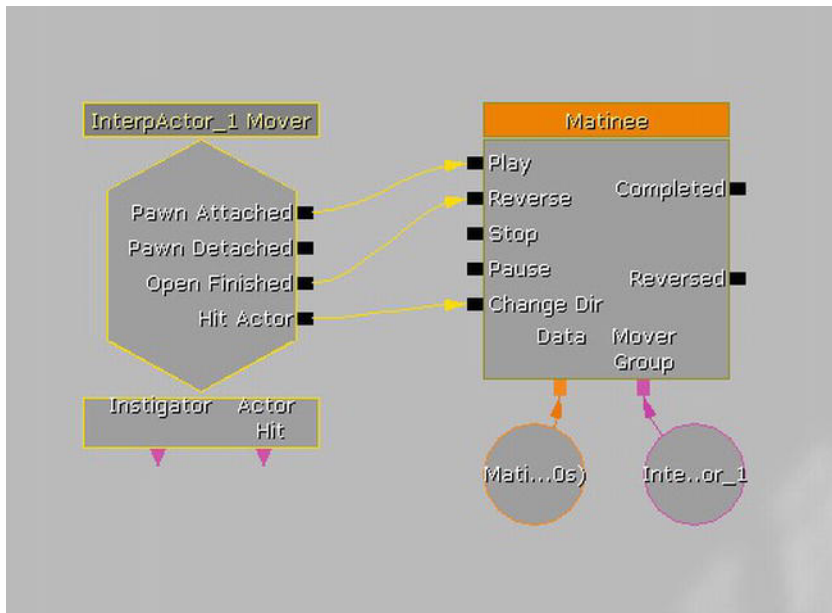 InterpActor_1 Mover
Pawn Attached
Pawn Detached
Open Finished
Hit Actor
Instigator
Actor
Hit
Matinee
Play
Reverse
Stop
Pause
Change Dir
Completed
Reversed
Data
Mover
Group
Mati...0s)
Inte..or_1